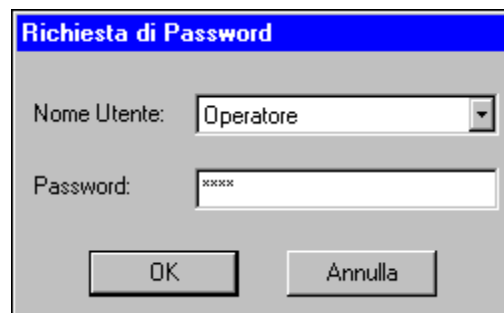 Richiesta di Password
Nome Utente: Operatore
Password: ****
OK Annulla